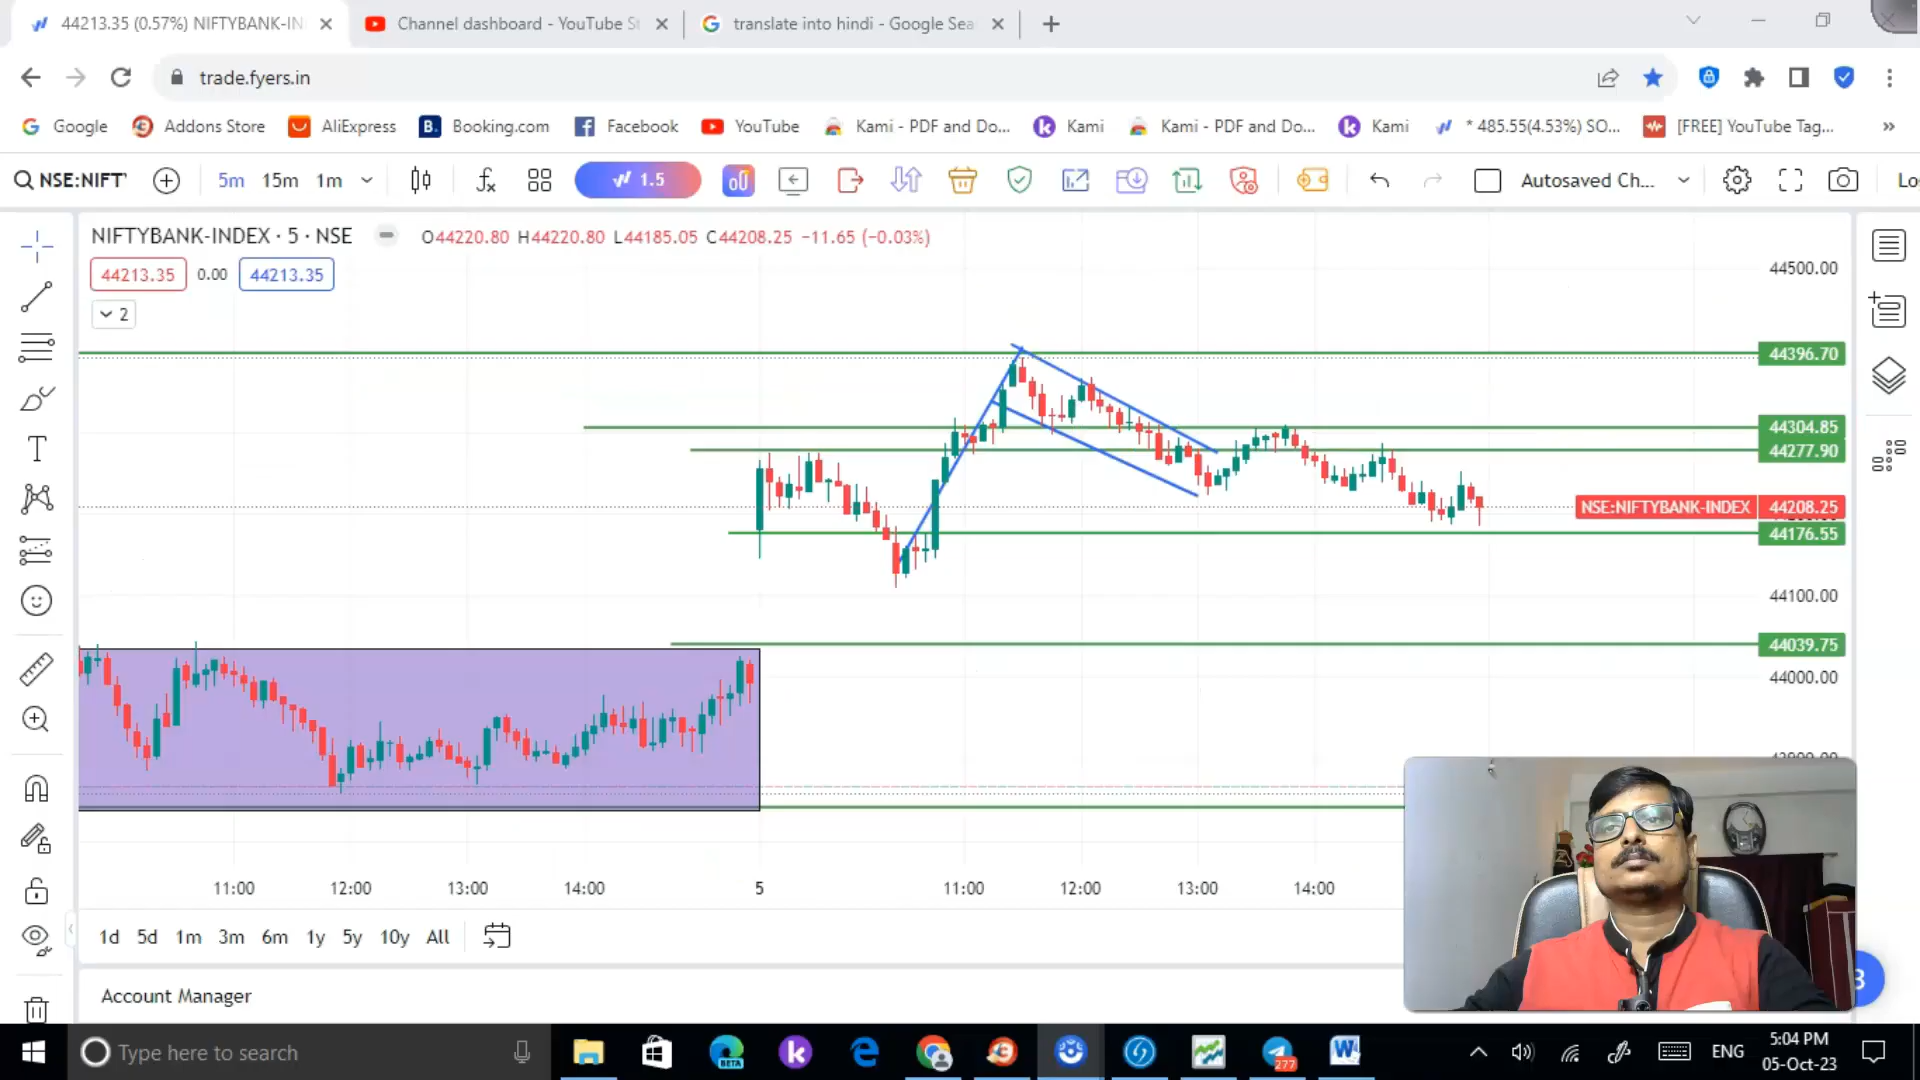 44213.35 (0.57%) NIFTYBANK-IN
Channel dashboard - YouTube St
translate into hindi - Google Sea
trade.fyers.in
Google
Addons Store
AliExpress
B.
Booking.com
Facebook
YouTube
Kami - PDF and Do...
Kami
Kami - PDF and Do...
Kami
* 485.55(4.53%) SO...
[FREE] YouTube Tag...
NSE:NIFTY
5m
15m
1m
1.5
Autosaved Ch...
Lo
NIFTYBANK-INDEX · 5 · NSE
O44220.80 H44220.80 L44185.05 C44208.25 −11.65 (−0.03%)
44213.35
0.00
44213.35
2
44500.00
44396.70
44304.85
44277.90
NSE:NIFTYBANK-INDEX
44208.25
44176.55
44100.00
44039.75
44000.00
11:00
12:00
13:00
14:00
5
11:00
12:00
13:00
14:00
1d
5d
1m
3m
6m
1y
5y
10y
All
Account Manager
Type here to search
BETA
277
ENG
5:04 PM
05-Oct-23